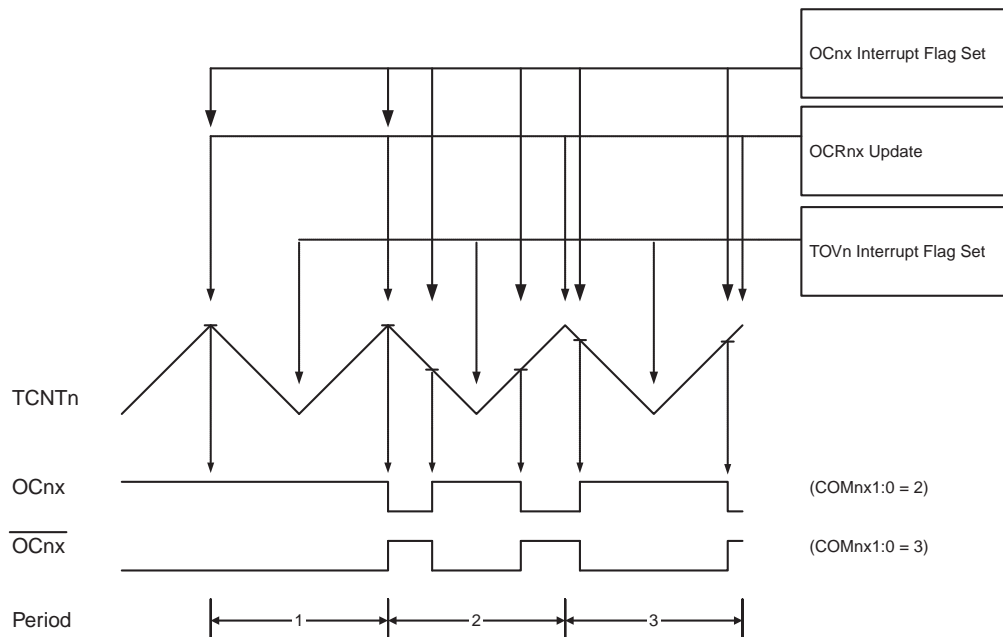 OCnx Interrupt Flag Set
OCRnx Update
TOVn Interrupt Flag Set
TCNTn
OCnx
(COMnx1:0 = 2)
OCnx
(COMnx1:0 = 3)
Period
1
2
3